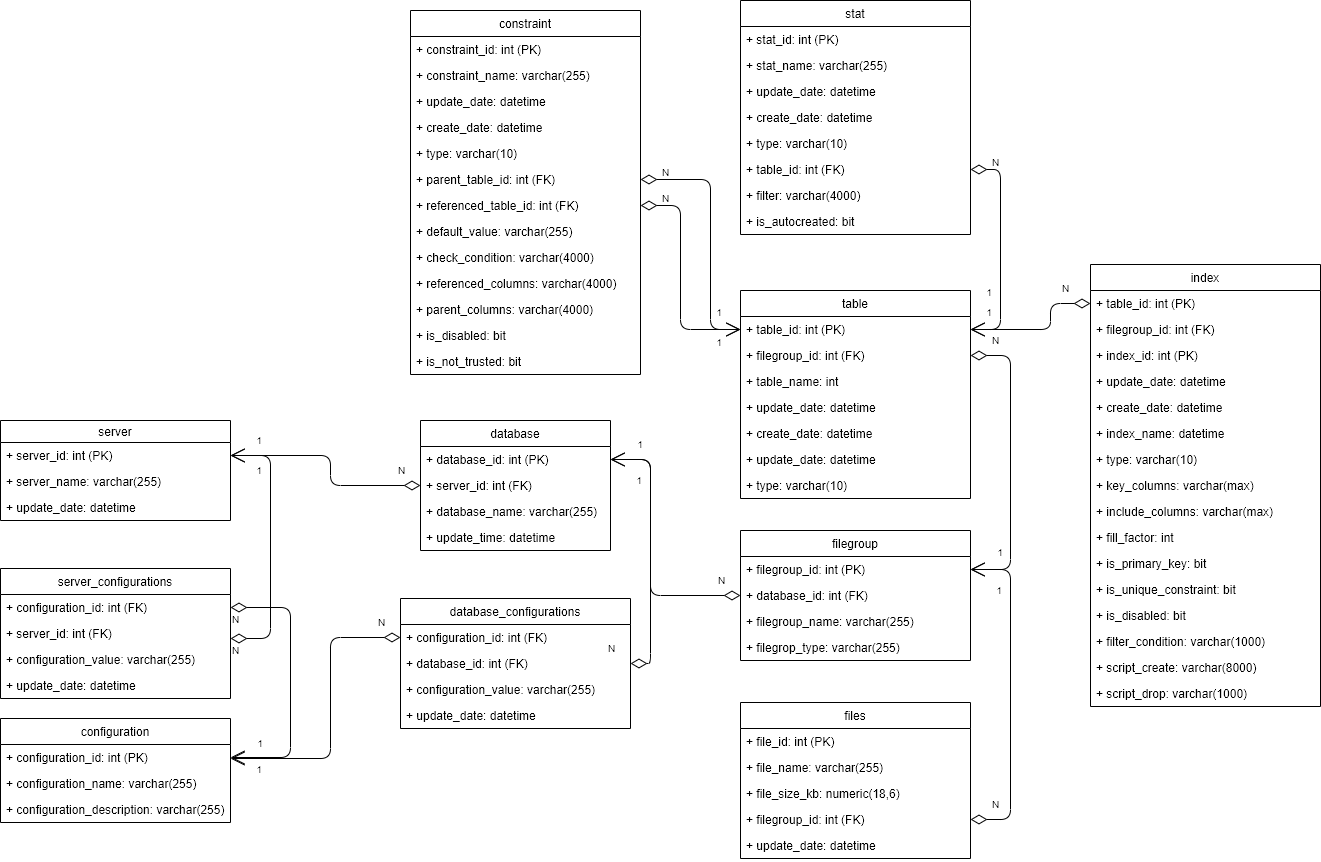 constraint
+ constraint_id: int (PK)
+ constraint_name: varchar(255)
+ update_date: datetime
+ create_date: datetime
+ type: varchar(10)
+ parent_table_id: int (FK)
N
+ referenced_table_id: int (FK)
N
+ default_value: varchar(255)
+ check_condition: varchar(4000)
+ referenced_columns: varchar(4000)
+ parent_columns: varchar(4000)
+ is_disabled: bit
+ is_not_trusted: bit
1
1
stat
+ stat_id: int (PK)
+ stat_name: varchar(255)
+ update_date: datetime
+ create_date: datetime
+ type: varchar(10)
+ table_id: int (FK)
N
+ filter: varchar(4000)
+ is_autocreated: bit
1
1
N
table
+ table_id: int (PK)
+ filegroup_id: int (FK)
N
+ table_name: int
+ update_date: datetime
+ create_date: datetime
+ update_date: datetime
+ type: varchar(10)
index
+ table_id: int (PK)
+ filegroup_id: int (FK)
+ index_id: int (PK)
+ update_date: datetime
+ create_date: datetime
+ index_name: datetime
+ type: varchar(10)
+ key_columns: varchar(max)
+ include_columns: varchar(max)
+ fill_factor: int
+ is_primary_key: bit
+ is_unique_constraint: bit
+ is_disabled: bit
+ filter_condition: varchar(1000)
+ script_create: varchar(8000)
+ script_drop: varchar(1000)
server
+ server_id: int (PK)
+ server_name: varchar(255)
+ update_date: datetime
1
1
N
database
+ database_id: int (PK)
+ server_id: int (FK)
+ database_name: varchar(255)
+ update_time: datetime
1
1
N
filegroup
+ filegroup_id: int (PK)
+ database_id: int (FK)
+ filegroup_name: varchar(255)
+ filegrop_type: varchar(255)
1
1
server_configurations
+ configuration_id: int (FK)
N
+ server_id: int (FK)
N
+ configuration_value: varchar(255)
+ update_date: datetime
database_configurations
N
+ configuration_id: int (FK)
N
+ database_id: int (FK)
+ configuration_value: varchar(255)
+ update_date: datetime
configuration
+ configuration_id: int (PK)
+ configuration_name: varchar(255)
+ configuration_description: varchar(255)
1
1
files
+ file_id: int (PK)
+ file_name: varchar(255)
+ file_size_kb: numeric(18,6)
+ filegroup_id: int (FK)
N
+ update_date: datetime